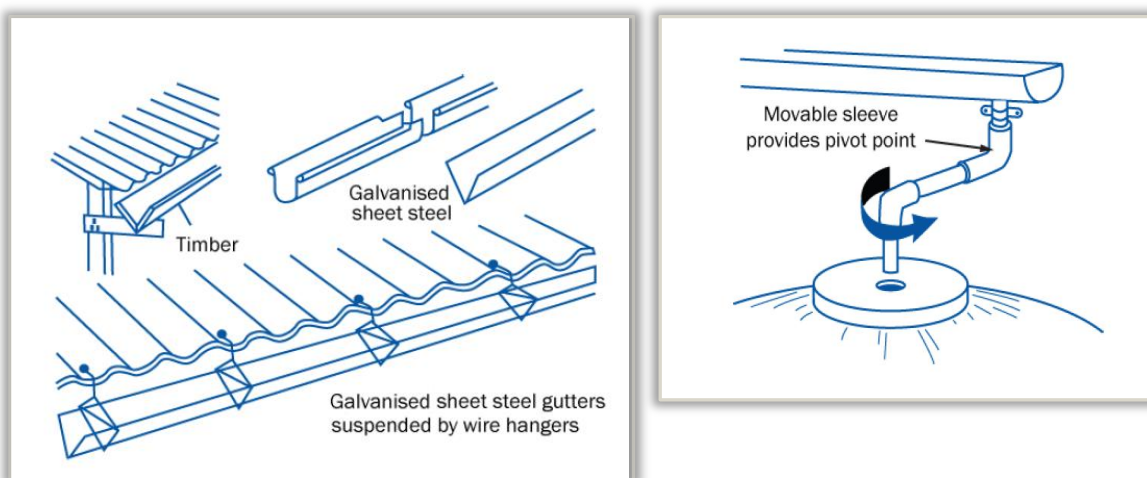 Galvanised
sheet steel
Timber
Galvanised sheet steel gutters
suspended by wire hangers
Movable sleeve
provides pivot point